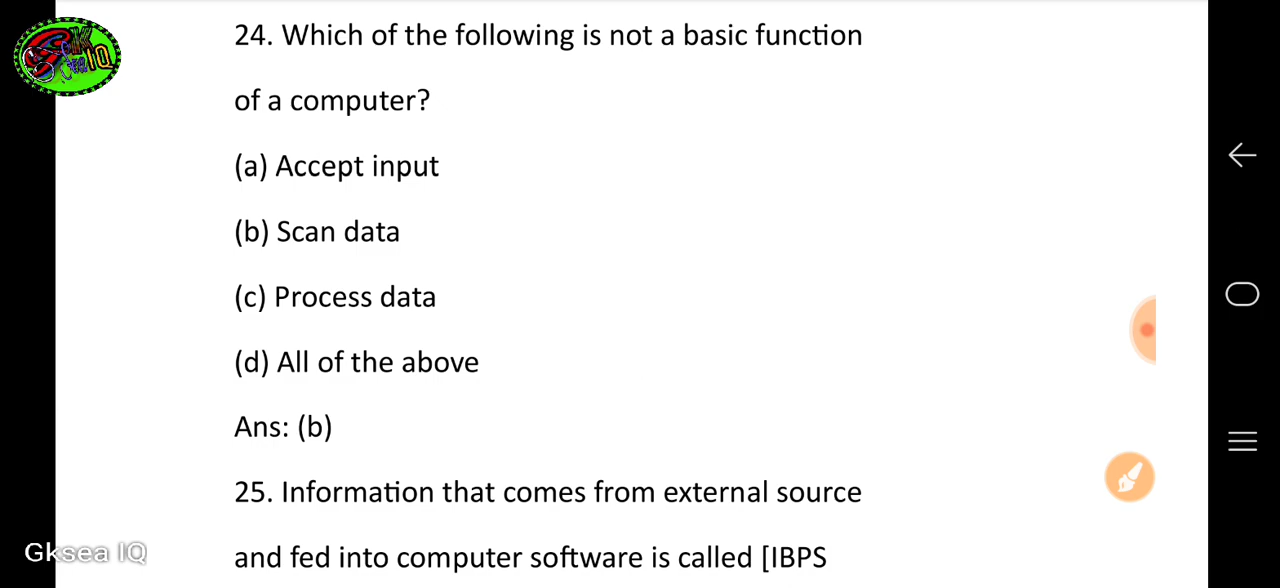 24. Which of the following is not a basic function
of a computer?
(a) Accept input
(b) Scan data
(c) Process data
(d) All of the above
Ans: (b)
25. Information that comes from external source
and fed into computer software is called [IBPS
Gksea IQ